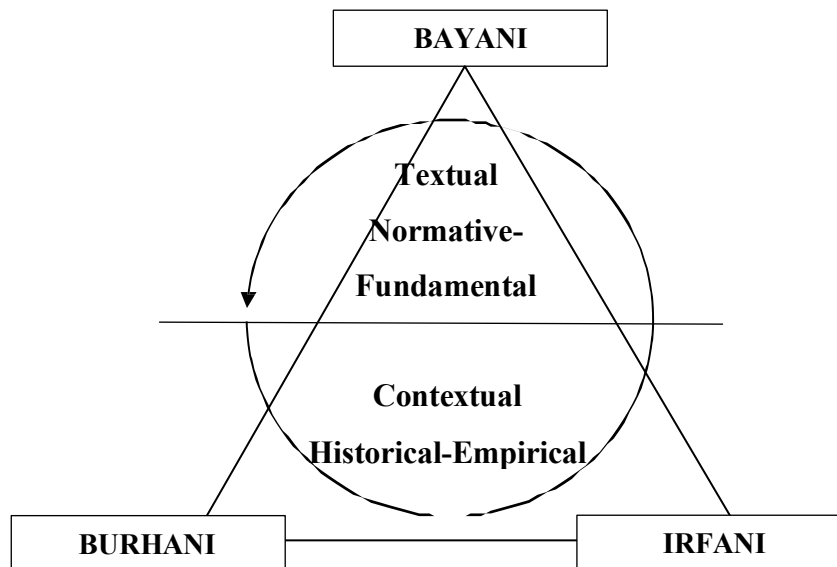 BAYANI
Textual
Normative-
Fundamental
Contextual
Historical-Empirical
BURHANI
IRFANI